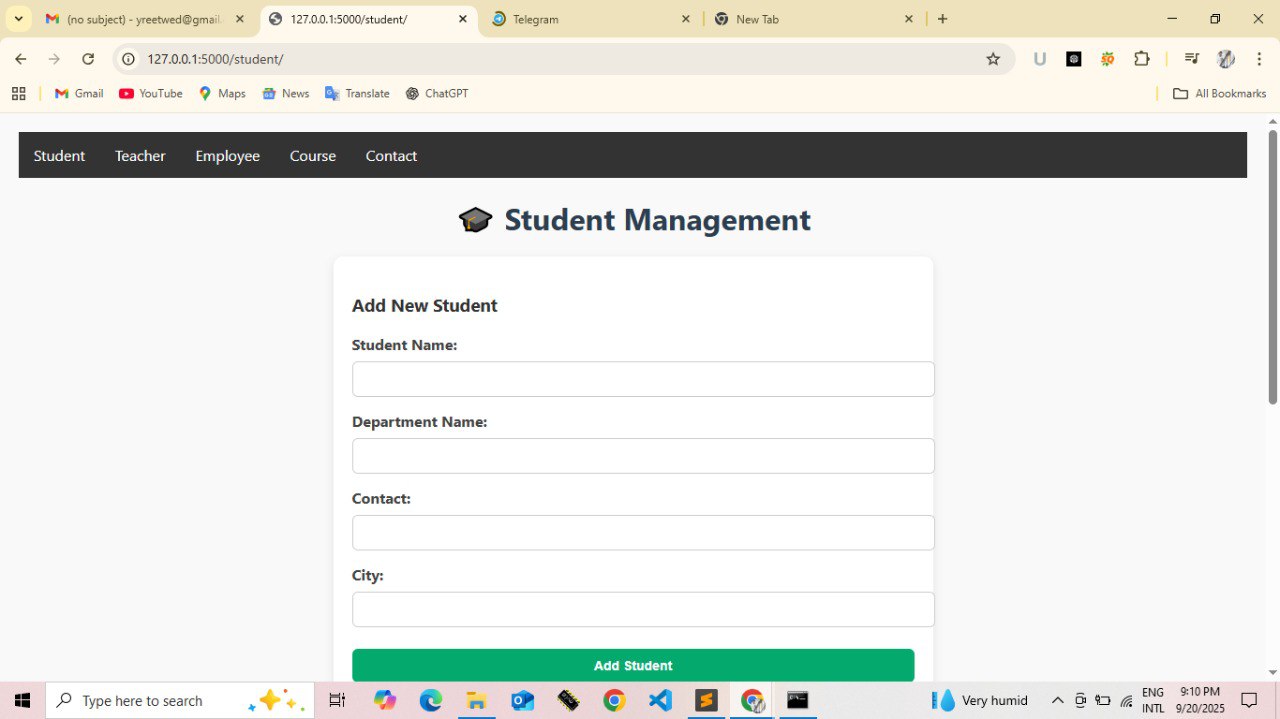 (no subject) - yreetwed@gmail
127.0.0.1:5000/student/
Telegram
New Tab
127.0.0.1:5000/student/
Gmail
YouTube
Maps
News
Translate
ChatGPT
All Bookmarks
Student Teacher Employee Course Contact
Student Management
Add New Student
Student Name:
Department Name:
Contact:
City:
Add Student
Type here to search
Very humid
ENG
INTL
9:10 PM
9/20/2025